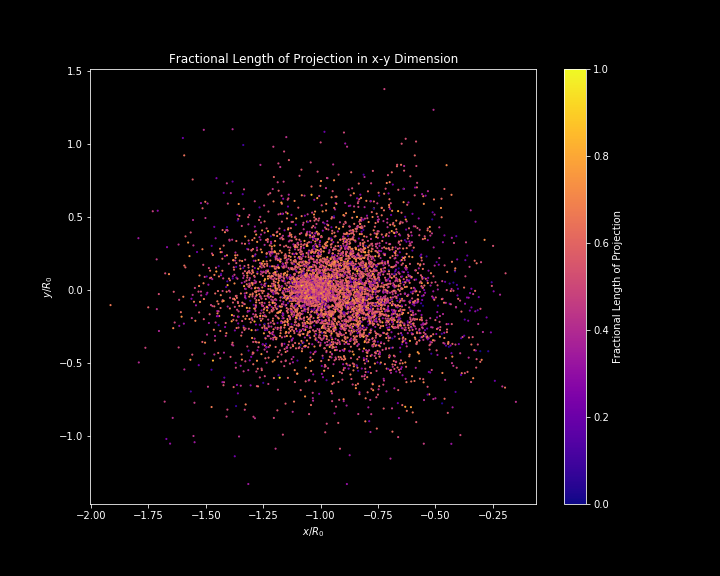 Fractional Length of Projection in x-y Dimension
1.5
1.0
0.5
0.0
−0.5
−1.0
y/R₀
−2.00 −1.75 −1.50 −1.25 −1.00 −0.75 −0.50 −0.25
x/R₀
1.0
0.8
0.6
0.4
0.2
0.0
Fractional Length of Projection